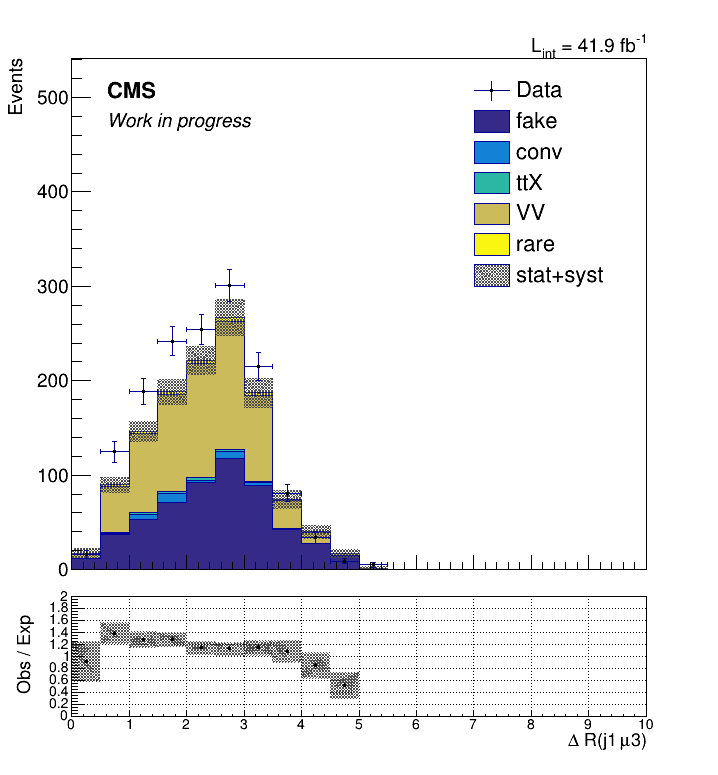 L_int = 41.9 fb^-1
Events
CMS
Work in progress
Data
fake
conv
ttX
VV
rare
stat+syst
500
400
300
200
100
0
Obs / Exp
2
1.8
1.6
1.4
1.2
1
0.8
0.6
0.4
0.2
0
0 1 2 3 4 5 6 7 8 9 10
Δ R(j1 μ3)